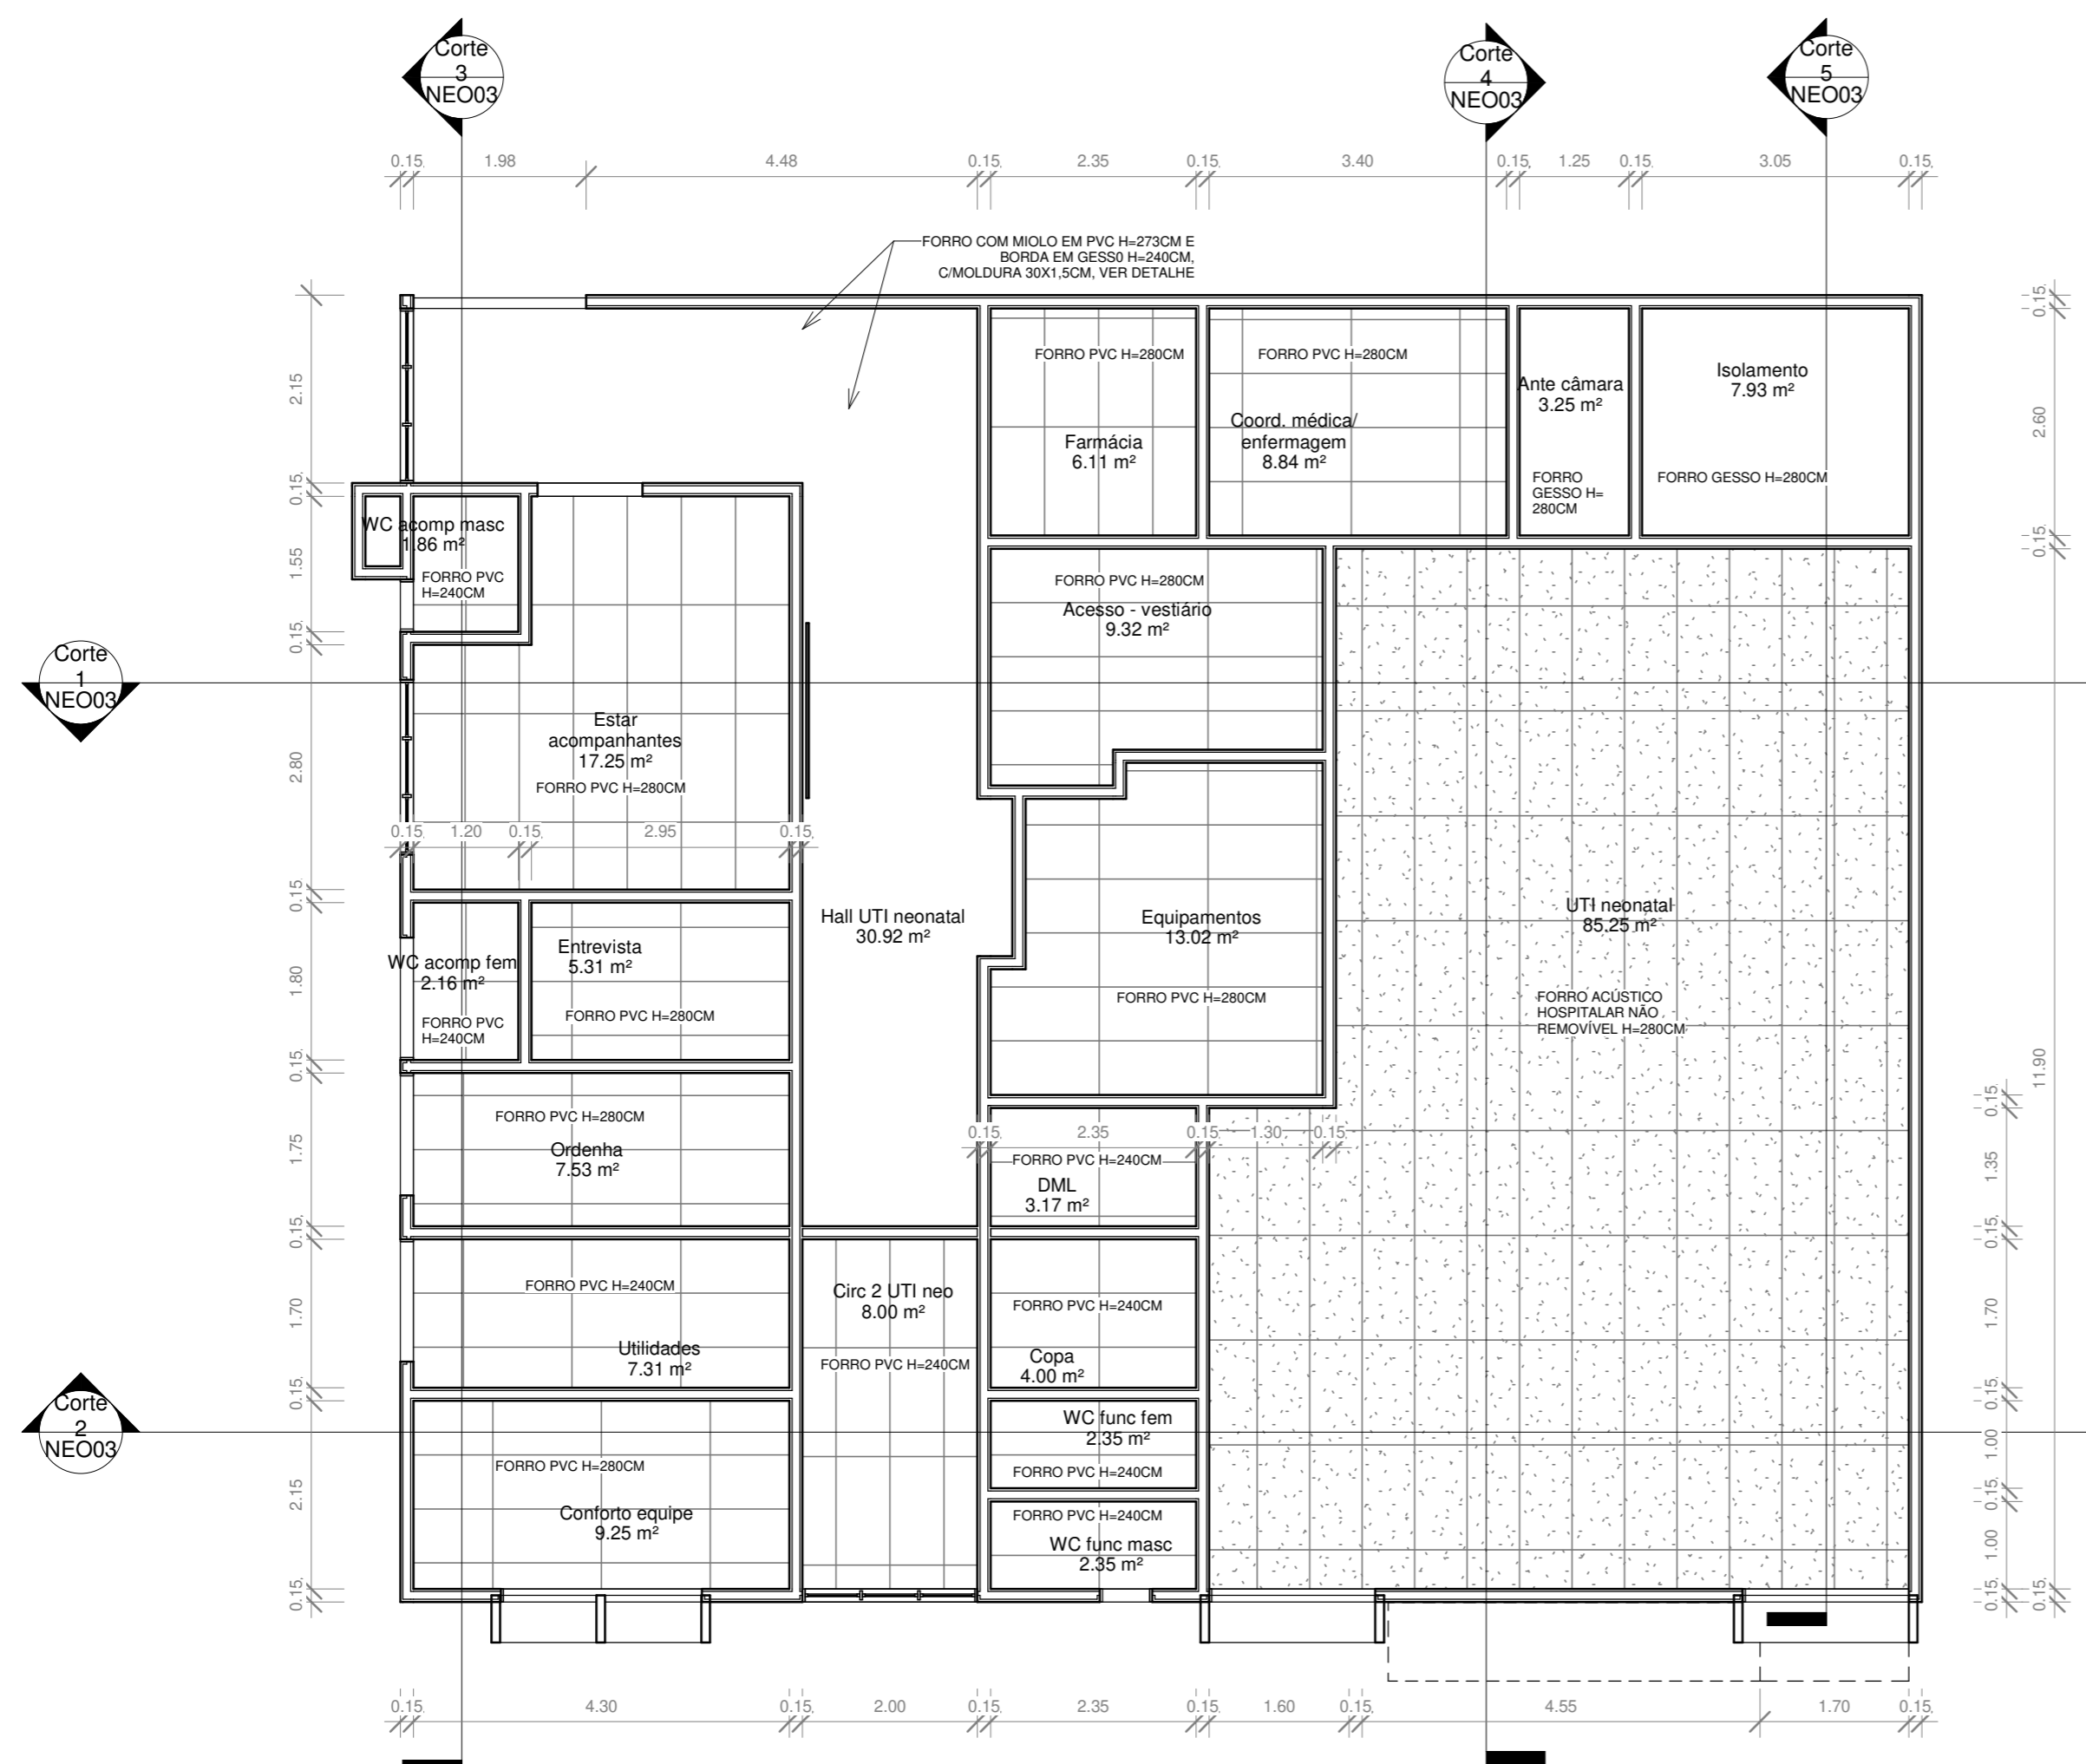 Corte
3
NEO03
Corte
4
NEO03
Corte
5
NEO03
0.15
1.98
4.48
0.15
2.35
0.15
3.40
0.15
1.25
0.15
3.05
0.15
FORRO COM MIOLO EM PVC H=273CM E
BORDA EM GESS0 H=240CM,
C/MOLDURA 30X1,5CM, VER DETALHE
FORRO PVC H=280CM
Farmácia
6.11 m²
FORRO PVC H=280CM
Coord. médica/
enfermagem
8.84 m²
Ante câmara
3.25 m²
FORRO
GESSO H=
280CM
Isolamento
7.93 m²
FORRO GESSO H=280CM
0.15
2.60
0.15
11.90
0.15
2.15
0.15
1.55
0.15
2.80
0.15
1.80
0.15
1.75
0.15
1.70
0.15
2.15
0.15
WC acomp masc
1.86 m²
FORRO PVC
H=240CM
Corte
1
NEO03
Estar
acompanhantes
17.25 m²
FORRO PVC H=280CM
0.15
1.20
0.15
2.95
0.15
FORRO PVC H=280CM
Acesso - vestiário
9.32 m²
Hall UTI neonatal
30.92 m²
Equipamentos
13.02 m²
FORRO PVC H=280CM
UTI neonatal
85.25 m²
FORRO ACÚSTICO
HOSPITALAR NÃO
REMOVÍVEL H=280CM
WC acomp fem
2.16 m²
FORRO PVC
H=240CM
Entrevista
5.31 m²
FORRO PVC H=280CM
FORRO PVC H=280CM
Ordenha
7.53 m²
0.15
2.35
0.15
1.30
0.15
FORRO PVC H=240CM
DML
3.17 m²
0.15
1.35
0.15
1.70
0.15
1.00
0.15
1.00
0.15
FORRO PVC H=240CM
Utilidades
7.31 m²
Circ 2 UTI neo
8.00 m²
FORRO PVC H=240CM
FORRO PVC H=240CM
Copa
4.00 m²
Corte
2
NEO03
WC func fem
2.35 m²
FORRO PVC H=240CM
FORRO PVC H=280CM
Conforto equipe
9.25 m²
FORRO PVC H=240CM
WC func masc
2.35 m²
0.15
4.30
0.15
2.00
0.15
2.35
0.15
1.60
0.15
4.55
1.70
0.15